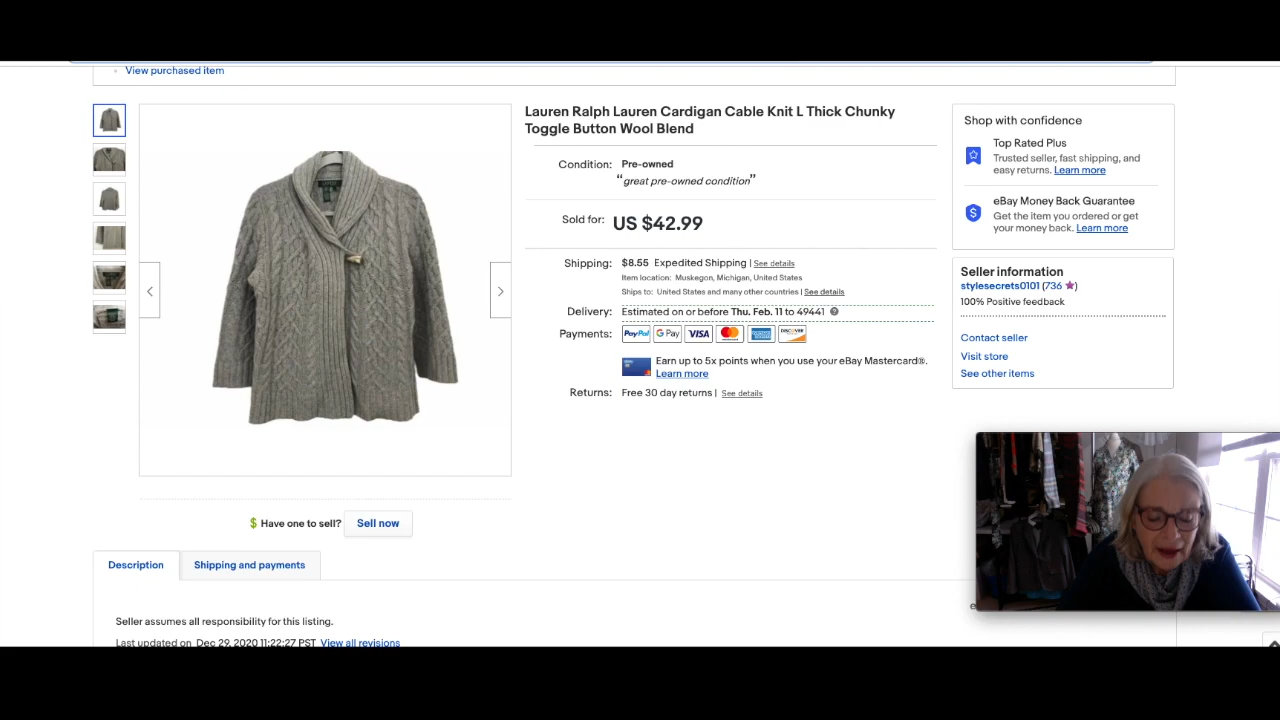 View purchased item
Lauren Ralph Lauren Cardigan Cable Knit L Thick Chunky
Toggle Button Wool Blend
Condition: Pre-owned
"great pre-owned condition"
Sold for: US $42.99
Shipping: $8.55 Expedited Shipping | See details
Item location: Muskegon, Michigan, United States
Ships to: United States and many other countries | See details
Delivery: Estimated on or before Thu. Feb. 11 to 49441
Payments: PayPal G Pay VISA
Earn up to 5x points when you use your eBay Mastercard®.
Learn more
Returns: Free 30 day returns | See details
Shop with confidence
Top Rated Plus
Trusted seller, fast shipping, and
easy returns. Learn more
eBay Money Back Guarantee
Get the item you ordered or get
your money back. Learn more
Seller information
stylesecrets0101 (736)
100% Positive feedback
Contact seller
Visit store
See other items
Have one to sell? Sell now
Description
Shipping and payments
Seller assumes all responsibility for this listing.
Last updated on Dec 29, 2020 11:22:27 PST View all revisions